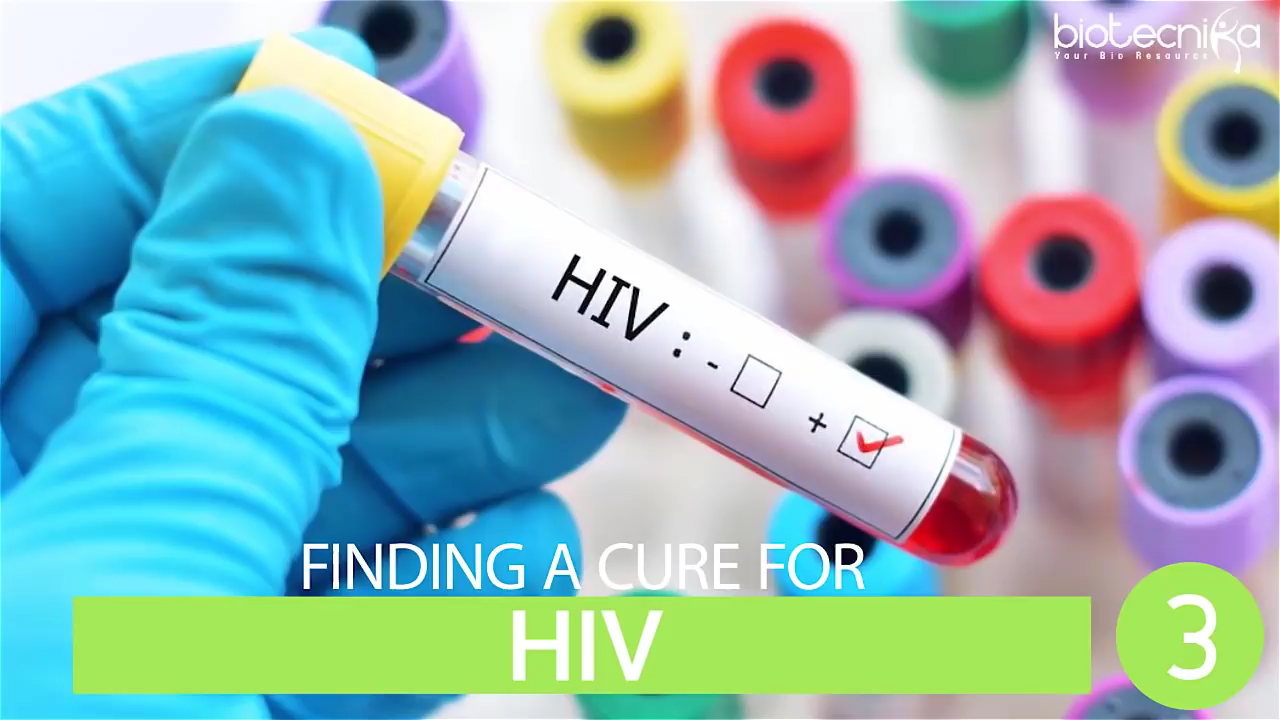 biotecnika
Your Bio Resource
HIV : - + 
FINDING A CURE FOR
HIV
3